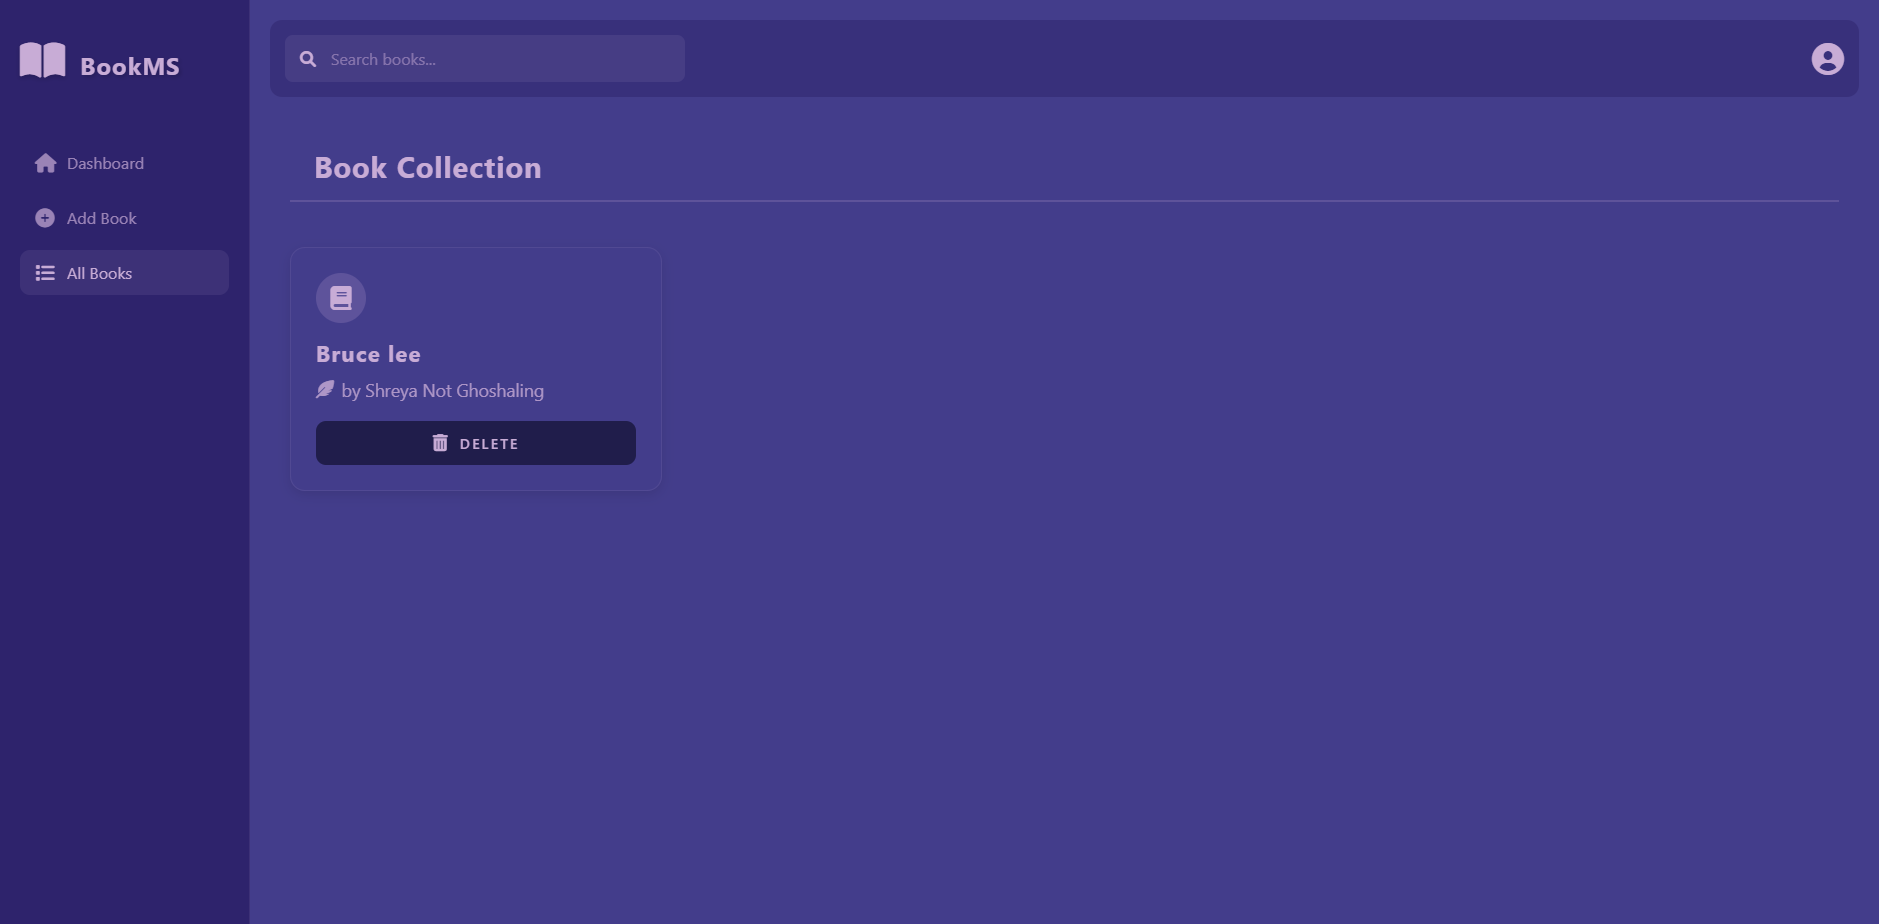 BookMS
Search books...
Dashboard
Add Book
All Books
Book Collection
Bruce lee
by Shreya Not Ghoshaling
DELETE